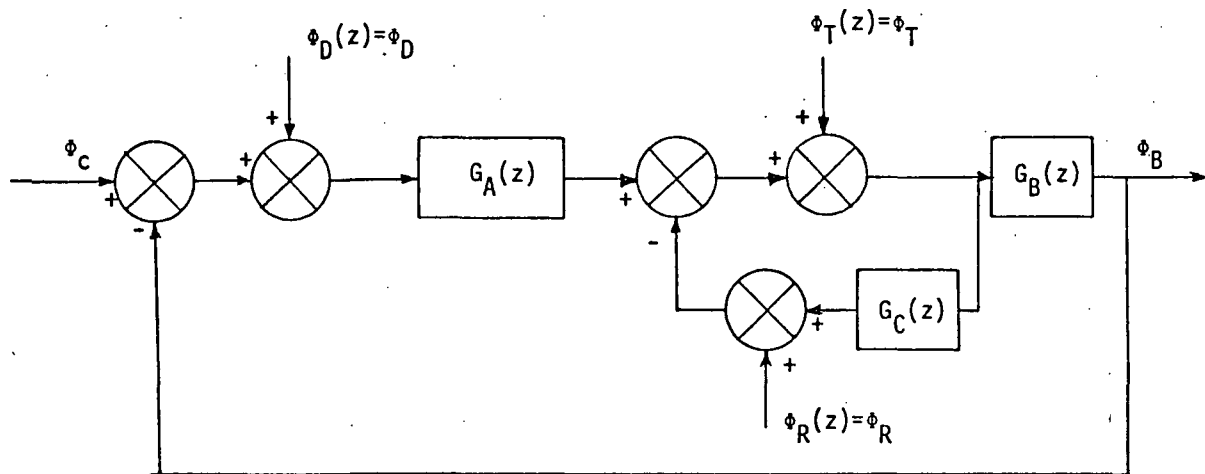 Φ_D(z)=Φ_D
Φ_T(z)=Φ_T
+
+
Φ_c
+
+
G_A(z)
+
+
G_B(z)
Φ_B
-
-
+
G_C(z)
+
Φ_R(z)=Φ_R